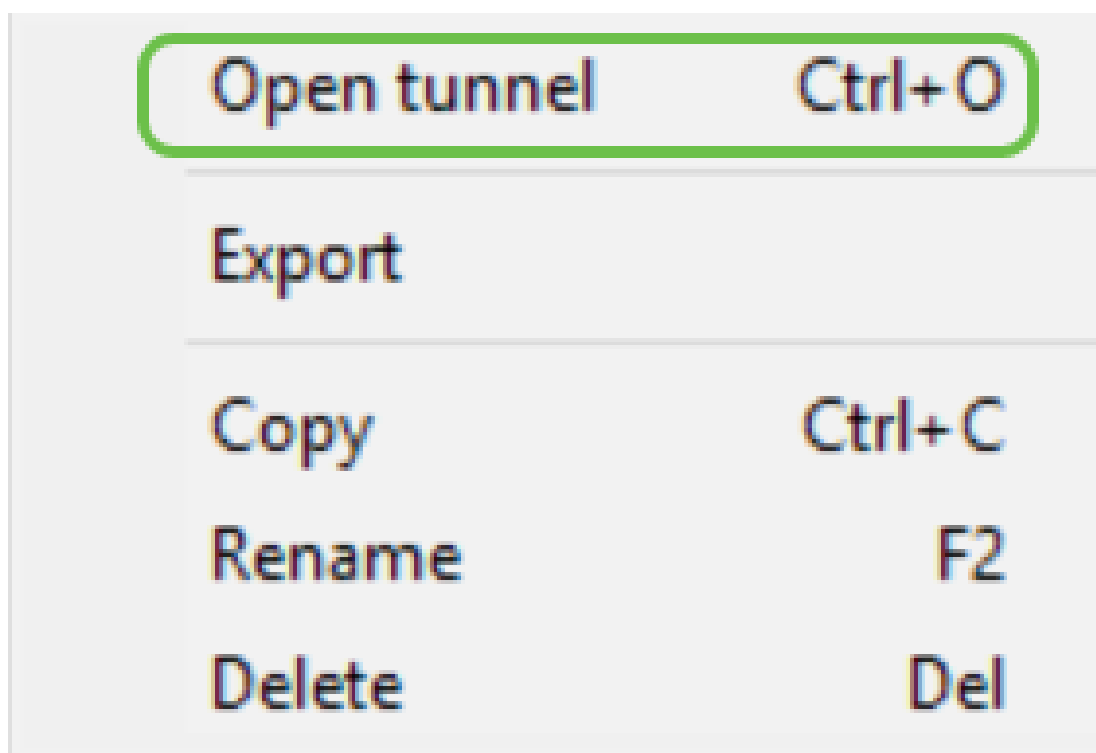 Open tunnel Ctrl+O
Export
Copy Ctrl+C
Rename F2
Delete Del